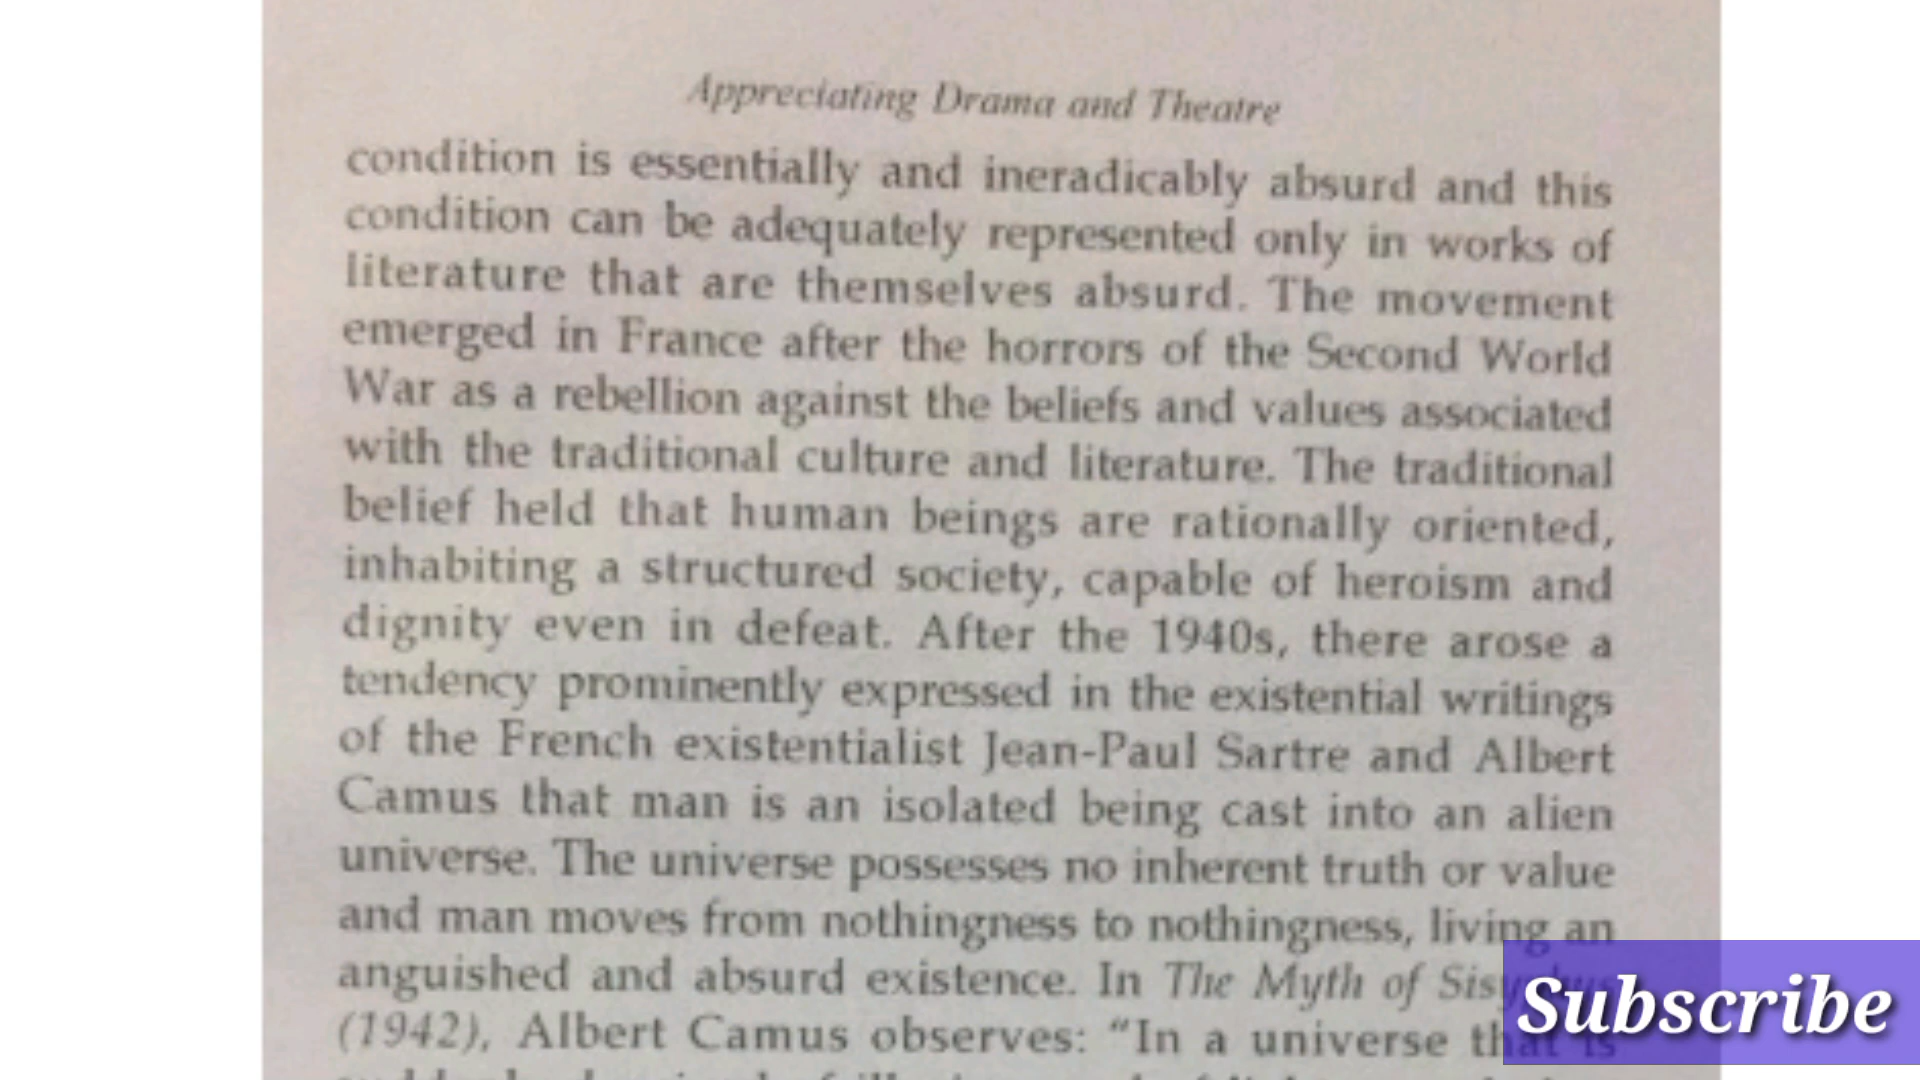 Appreciating Drama and Theatre
condition is essentially and ineradicably absurd and this
condition can be adequately represented only in works of
literature that are themselves absurd. The movement
emerged in France after the horrors of the Second World
War as a rebellion against the beliefs and values associated
with the traditional culture and literature. The traditional
belief held that human beings are rationally oriented,
inhabiting a structured society, capable of heroism and
dignity even in defeat. After the 1940s, there arose a
tendency prominently expressed in the existential writings
of the French existentialist Jean-Paul Sartre and Albert
Camus that man is an isolated being cast into an alien
universe. The universe possesses no inherent truth or value
and man moves from nothingness to nothingness, living an
anguished and absurd existence. In The Myth of
(1942), Albert Camus observes: "In a universe that is
Subscribe